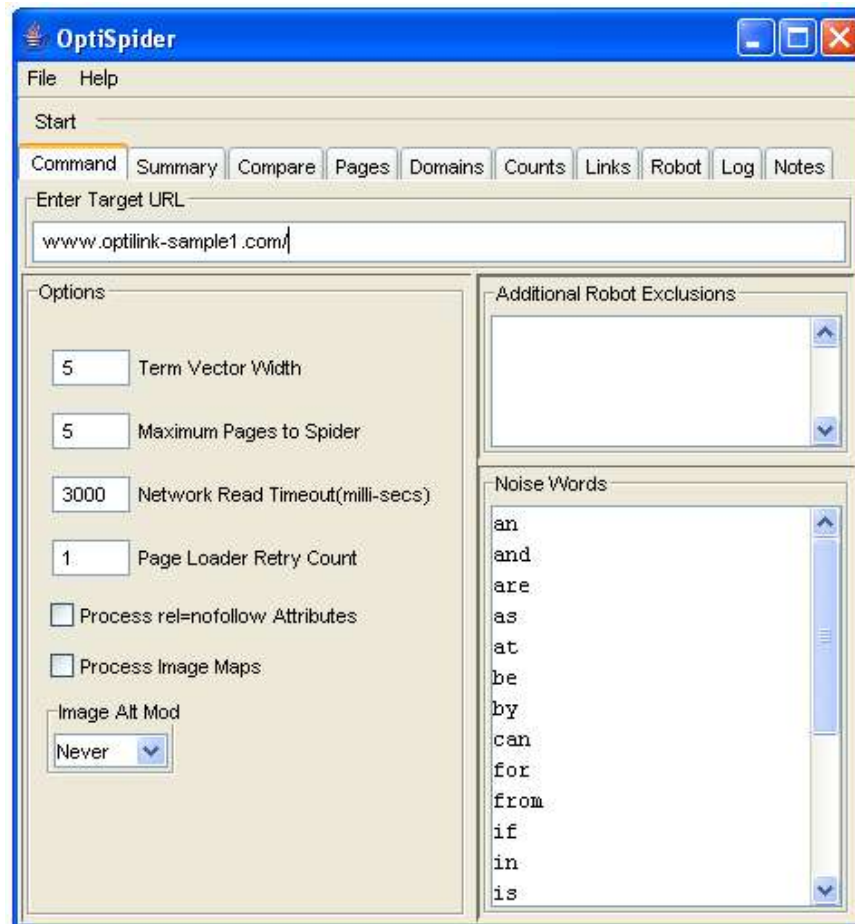 OptiSpider
File Help
Start
Command Summary Compare Pages Domains Counts Links Robot Log Notes
Enter Target URL
www.optilink-sample1.com/
Options
5 Term Vector Width
5 Maximum Pages to Spider
3000 Network Read Timeout(milli-secs)
1 Page Loader Retry Count
Process rel=nofollow Attributes
Process Image Maps
Image Alt Mod
Never
Additional Robot Exclusions
Noise Words
an
and
are
as
at
be
by
can
for
from
if
in
is